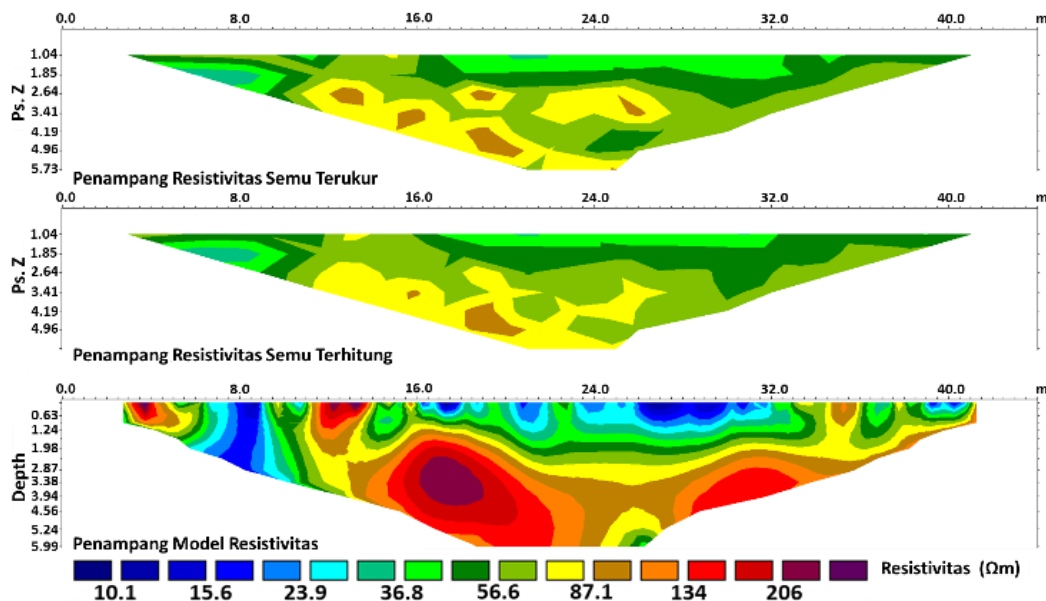 0.0 8.0 16.0 24.0 32.0 40.0 m
Ps. Z
1.04
1.85
2.64
3.41
4.19
4.96
5.73
Penampang Resistivitas Semu Terukur
0.0 8.0 16.0 24.0 32.0 40.0 m
Ps. Z
1.04
1.85
2.64
3.41
4.19
4.96
Penampang Resistivitas Semu Terhitung
0.0 8.0 16.0 24.0 32.0 40.0 m
Depth
0.63
1.24
1.98
2.87
3.38
3.94
4.56
5.24
5.99
Penampang Model Resistivitas
Resistivitas (Ωm)
10.1 15.6 23.9 36.8 56.6 87.1 134 206